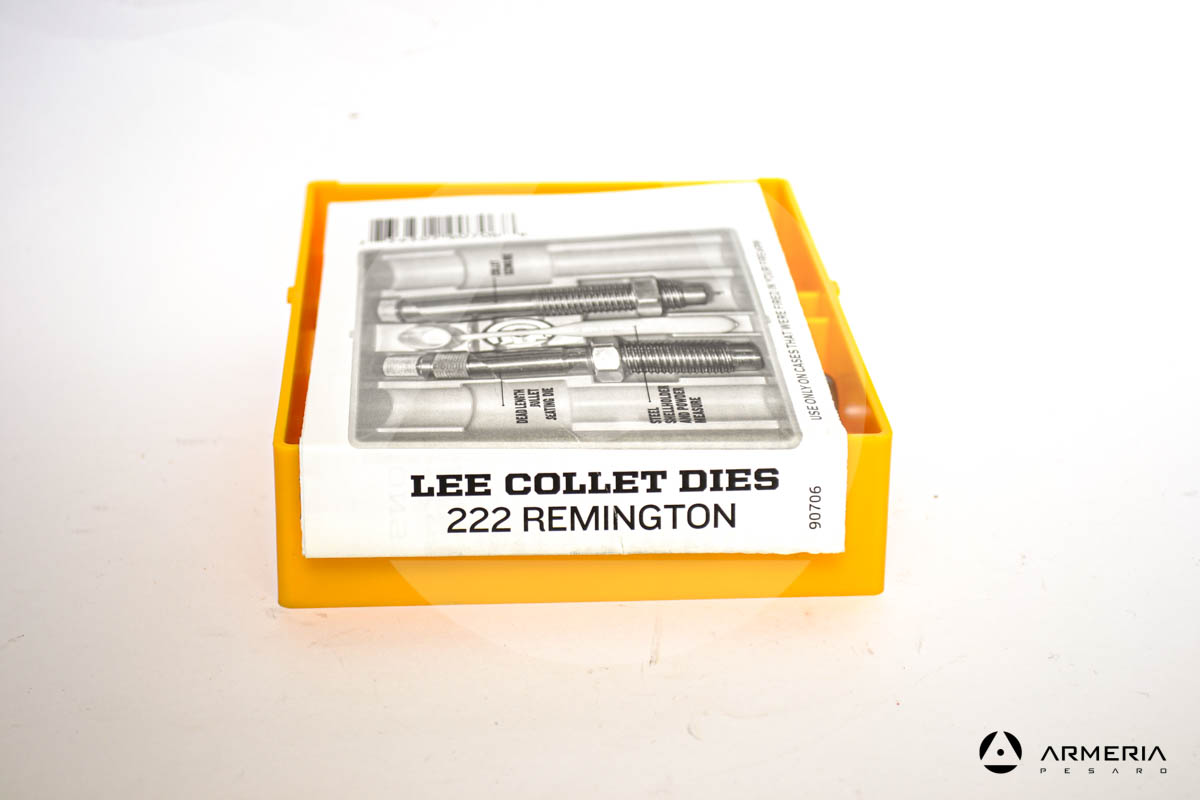 COLLET
DEAD LENGTH
BULLET
SEATING DIE
STEEL
SHELLHOLDER
AND POWDER
MEASURE
USE ONLY ON CASES THAT WERE FIRED IN YOUR FIREARM
LEE COLLET DIES
222 REMINGTON
90706
ARMERIA
PESARO